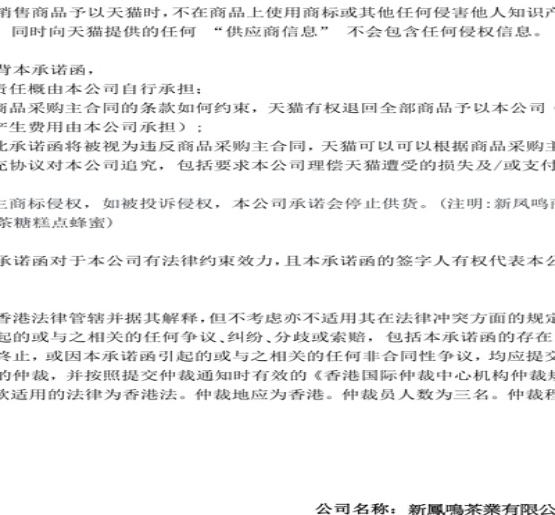 销售商品予以天猫时，不在商品上使用商标或其他任何侵害他人知识产
同时向天猫提供的任何 “供应商信息” 不会包含任何侵权信息。
背本承诺函，
责任概由本公司自行承担；
商品采购主合同的条款如何约束，天猫有权退回全部商品予以本公司（
产生费用由本公司承担）；
此承诺函将被视为违反商品采购主合同，天猫可以可以根据商品采购主
充协议对本公司追究，包括要求本公司理偿天猫遭受的损失及/或支付
生商标侵权，如被投诉侵权，本公司承诺会停止供货。（注明：新凤鸣商
茶糖糕点蜂蜜）
承诺函对于本公司有法律约束效力，且本承诺函的签字人有权代表本公
香港法律管辖并据其解释，但不考虑亦不适用其在法律冲突方面的规定
起的或与之相关的任何争议、纠纷、分歧或索赔，包括本承诺函的存在
终止，或因本承诺函引起的或与之相关的任何非合同性争议，均应提交
的仲裁，并按照提交仲裁通知时有效的《香港国际仲裁中心机构仲裁规
款适用的法律为香港法。仲裁地应为香港。仲裁员人数为三名。仲裁程
公司名称：新鳳鳴茶業有限公